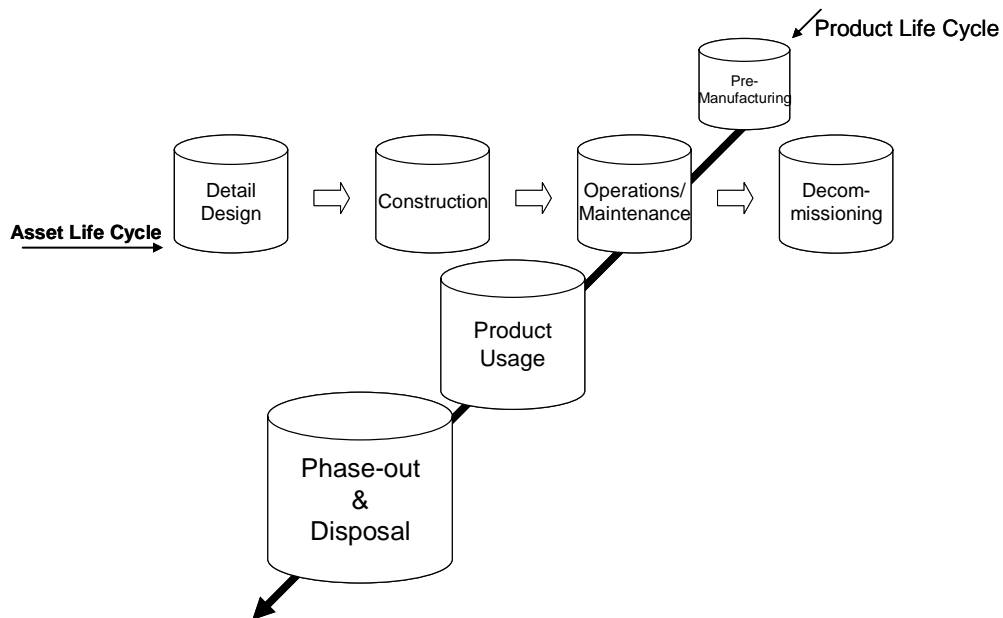 Product Life Cycle
Pre-
Manufacturing
Detail
Design
Construction
Operations/
Maintenance
Decom-
missioning
Asset Life Cycle
Product
Usage
Phase-out
&
Disposal